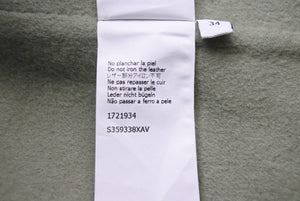 34
No planchar la piel
Do not iron the leather
レザー部分アイロン不可
Ne pas repasser le cuir
Non stirare la pelle
Leder nicht bügeln
Não passar a ferro a pele
1721934
S359338XAV